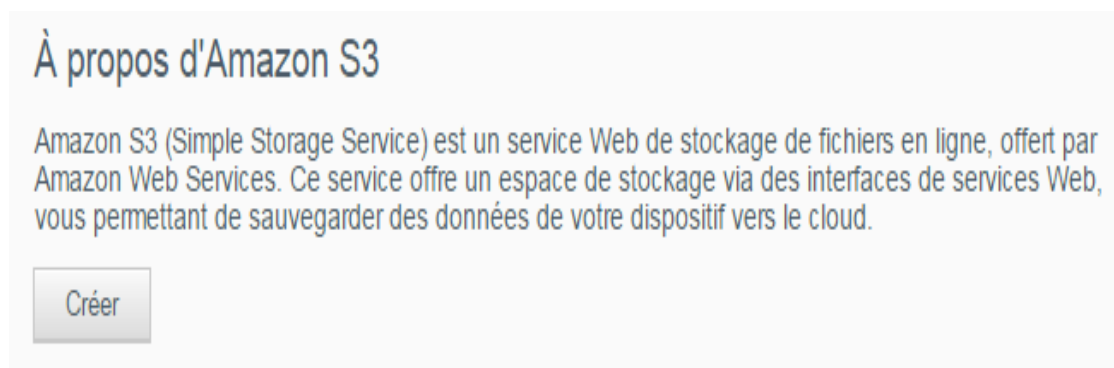 À propos d'Amazon S3
Amazon S3 (Simple Storage Service) est un service Web de stockage de fichiers en ligne, offert par
Amazon Web Services. Ce service offre un espace de stockage via des interfaces de services Web,
vous permettant de sauvegarder des données de votre dispositif vers le cloud.
Créer